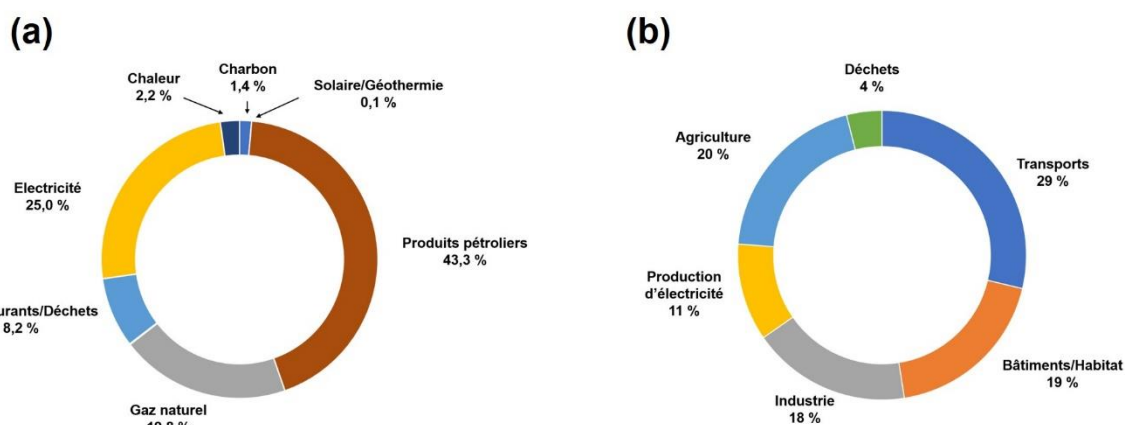 (a)
Chaleur
2,2 %
Charbon
1,4 %
Solaire/Géothermie
0,1 %
Electricité
25,0 %
Produits pétroliers
43,3 %
urants/Déchets
8,2 %
Gaz naturel
(b)
Déchets
4 %
Agriculture
20 %
Transports
29 %
Production
d'électricité
11 %
Bâtiments/Habitat
19 %
Industrie
18 %